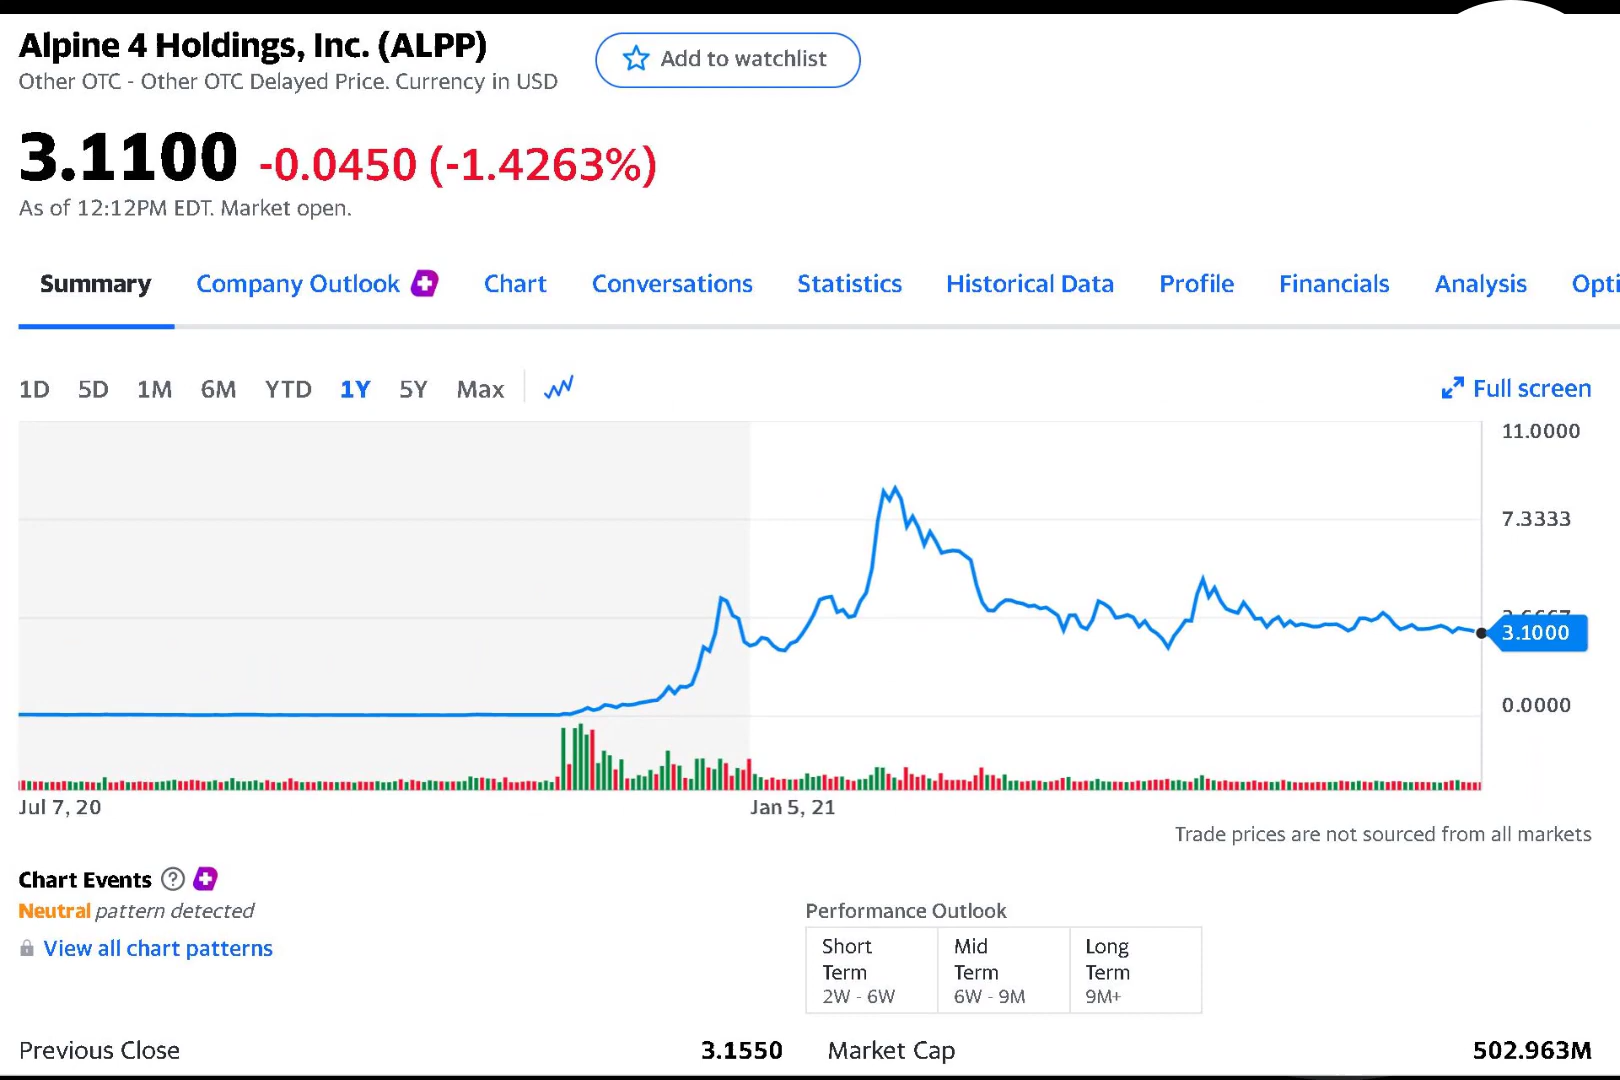 Alpine 4 Holdings, Inc. (ALPP)
Other OTC - Other OTC Delayed Price. Currency in USD
Add to watchlist
3.1100 -0.0450 (-1.4263%)
As of 12:12PM EDT. Market open.
Summary Company Outlook Chart Conversations Statistics Historical Data Profile Financials Analysis Opti
1D 5D 1M 6M YTD 1Y 5Y Max
Full screen
11.0000
7.3333
3.6667
3.1000
0.0000
Jul 7, 20 Jan 5, 21
Trade prices are not sourced from all markets
Chart Events ?
Neutral pattern detected
View all chart patterns
Performance Outlook
Short Term 2W - 6W
Mid Term 6W - 9M
Long Term 9M+
Previous Close 3.1550
Market Cap 502.963M